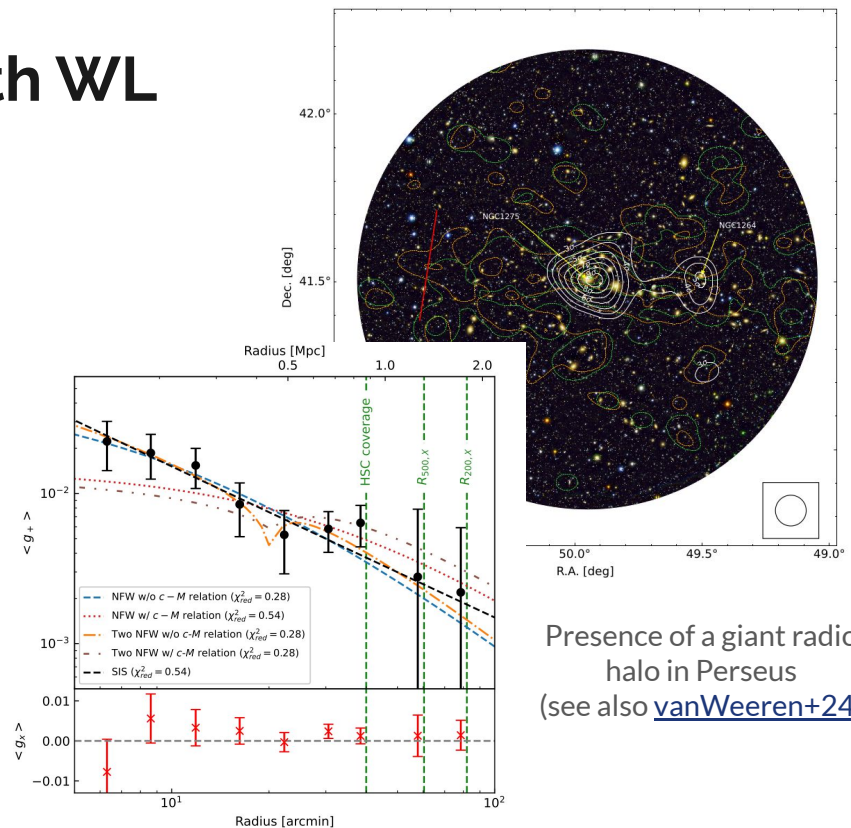 th WL
42.0°
41.5°
Dec. [deg]
NGC1275
NGC1264
50.0°
49.5°
49.0°
R.A. [deg]
Radius [Mpc]
0.5
1.0
2.0
HSC coverage
R500,X
R200,X
10⁻²
10⁻³
< g+ >
NFW w/o c − M relation (χ²red = 0.28)
NFW w/ c − M relation (χ²red = 0.54)
Two NFW w/o c-M relation (χ²red = 0.28)
Two NFW w/ c-M relation (χ²red = 0.28)
SIS (χ²red = 0.54)
0.01
0.00
−0.01
< gX >
10¹
10²
Radius [arcmin]
Presence of a giant radio
halo in Perseus
(see also vanWeeren+24